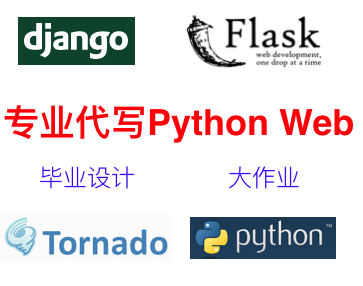 django
Flask
web development,
one drop at a time
专业代写Python Web
毕业设计
大作业
Tornado
python™